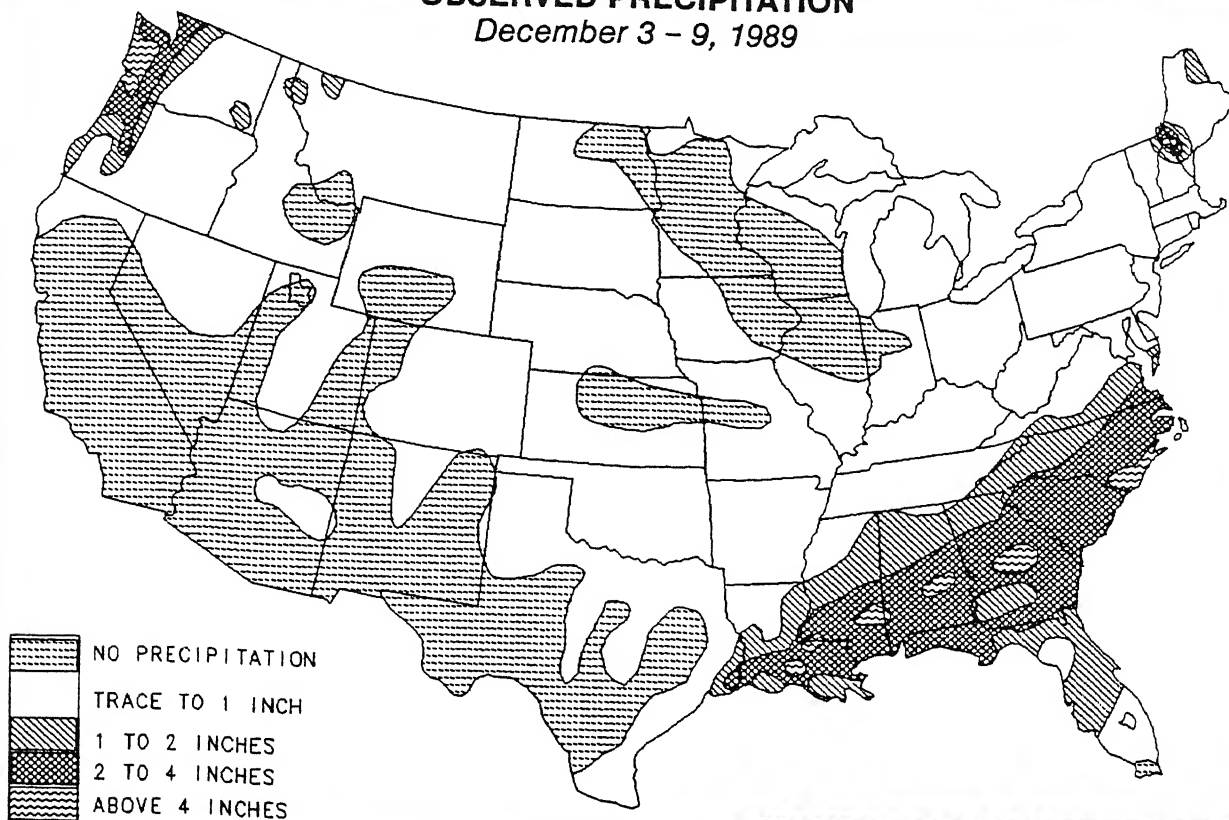 OBSERVED PRECIPITATION
December 3 – 9, 1989
NO PRECIPITATION
TRACE TO 1 INCH
1 TO 2 INCHES
2 TO 4 INCHES
ABOVE 4 INCHES